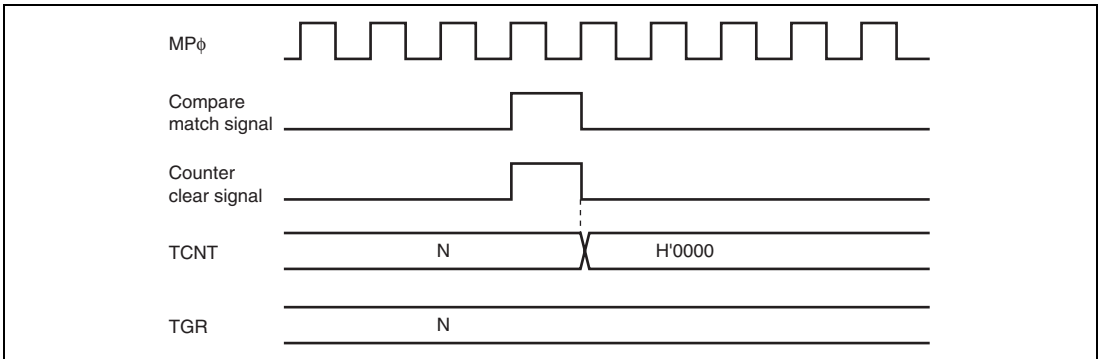 MPϕ
Compare
match signal
Counter
clear signal
TCNT
N
H'0000
TGR
N